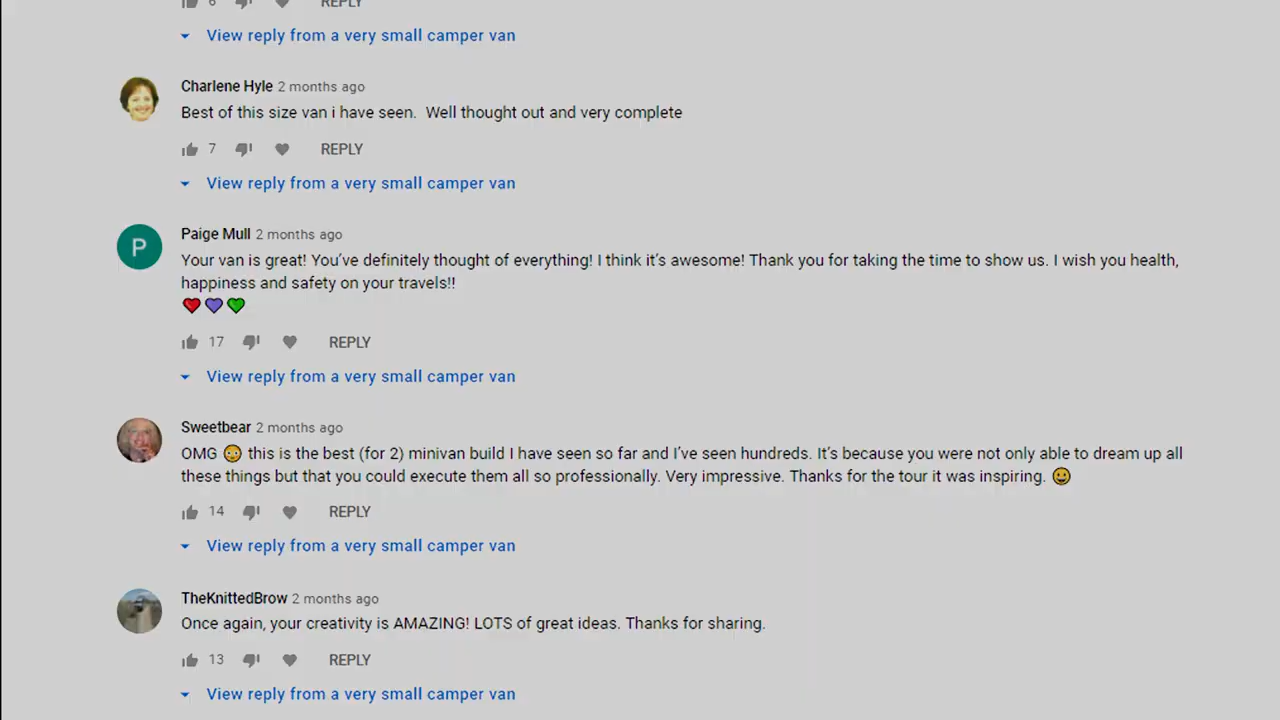 6 REPLY
View reply from a very small camper van
Charlene Hyle 2 months ago
Best of this size van i have seen.  Well thought out and very complete
7 REPLY
View reply from a very small camper van
P
Paige Mull 2 months ago
Your van is great! You’ve definitely thought of everything! I think it’s awesome! Thank you for taking the time to show us. I wish you health,
happiness and safety on your travels!!
17 REPLY
View reply from a very small camper van
Sweetbear 2 months ago
OMG 😳 this is the best (for 2) minivan build I have seen so far and I’ve seen hundreds. It’s because you were not only able to dream up all
these things but that you could execute them all so professionally. Very impressive. Thanks for the tour it was inspiring. 😀
14 REPLY
View reply from a very small camper van
TheKnittedBrow 2 months ago
Once again, your creativity is AMAZING! LOTS of great ideas. Thanks for sharing.
13 REPLY
View reply from a very small camper van